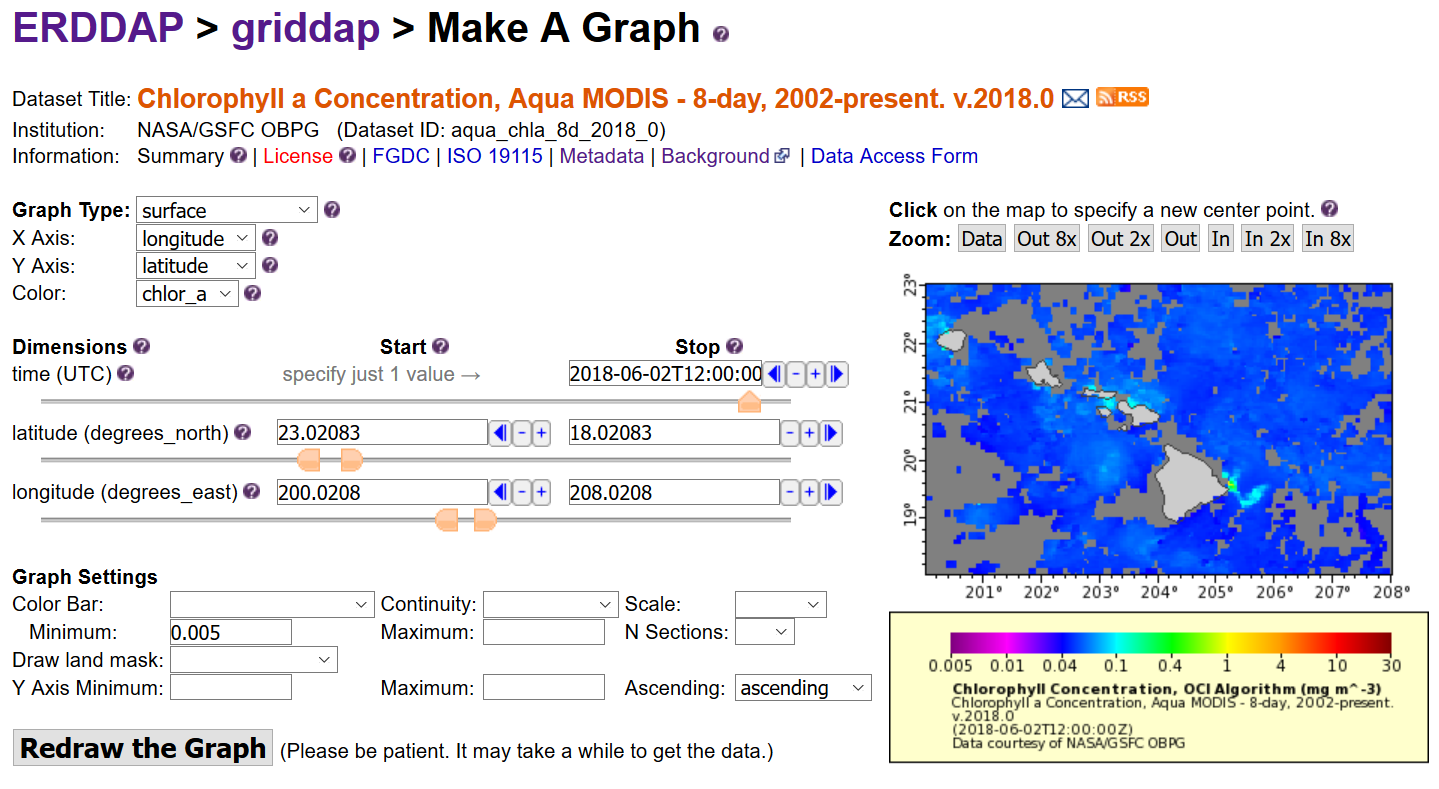 ERDDAP > griddap > Make A Graph ?
Dataset Title: Chlorophyll a Concentration, Aqua MODIS - 8-day, 2002-present. v.2018.0 RSS
Institution: NASA/GSFC OBPG (Dataset ID: aqua_chla_8d_2018_0)
Information: Summary ? | License ? | FGDC | ISO 19115 | Metadata | Background | Data Access Form
Graph Type: surface ?
X Axis: longitude ?
Y Axis: latitude ?
Color: chlor_a ?
Dimensions ? Start ? Stop ?
time (UTC) ? specify just 1 value → 2018-06-02T12:00:00 - +
latitude (degrees_north) ? 23.02083 - + 18.02083 - +
longitude (degrees_east) ? 200.0208 - + 208.0208 - +
Graph Settings
Color Bar: Continuity: Scale:
Minimum: 0.005 Maximum: N Sections:
Draw land mask:
Y Axis Minimum: Maximum: Ascending: ascending
Redraw the Graph (Please be patient. It may take a while to get the data.)
Click on the map to specify a new center point. ?
Zoom: Data Out 8x Out 2x Out In In 2x In 8x
23°
22°
21°
20°
19°
201° 202° 203° 204° 205° 206° 207° 208°
0.005 0.01 0.04 0.1 0.4 1 4 10 30
Chlorophyll Concentration, OCI Algorithm (mg m^-3)
Chlorophyll a Concentration, Aqua MODIS - 8-day, 2002-present.
v.2018.0
(2018-06-02T12:00:00Z)
Data courtesy of NASA/GSFC OBPG